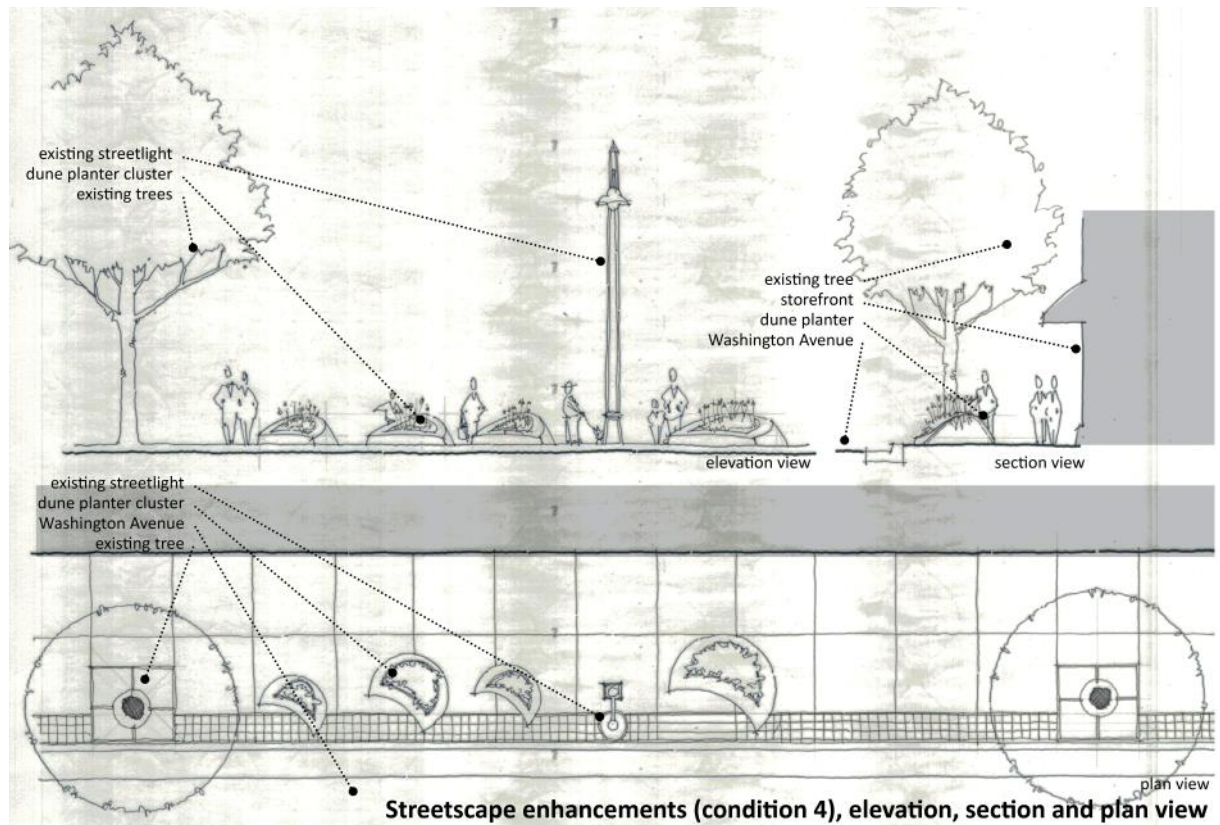 existing streetlight
dune planter cluster
existing trees
existing tree
storefront
dune planter
Washington Avenue
elevation view
section view
existing streetlight
dune planter cluster
Washington Avenue
existing tree
plan view
Streetscape enhancements (condition 4), elevation, section and plan view